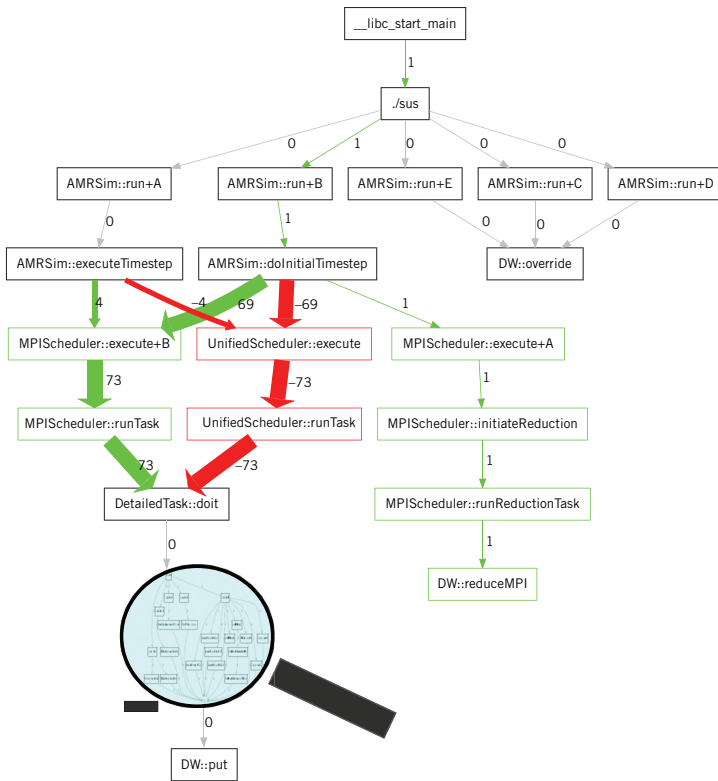 __libc_start_main
1
./sus
0
1
0
0
0
AMRSim::run+A
AMRSim::run+B
AMRSim::run+E
AMRSim::run+C
AMRSim::run+D
0
1
0
0
0
AMRSim::executeTimestep
AMRSim::doInitialTimestep
DW::override
4
–4
69
–69
1
MPIScheduler::execute+B
UnifiedScheduler::execute
MPIScheduler::execute+A
73
–73
1
MPIScheduler::runTask
UnifiedScheduler::runTask
MPIScheduler::initiateReduction
73
–73
1
DetailedTask::doit
MPIScheduler::runReductionTask
0
1
DW::reduceMPI
0
DW::put